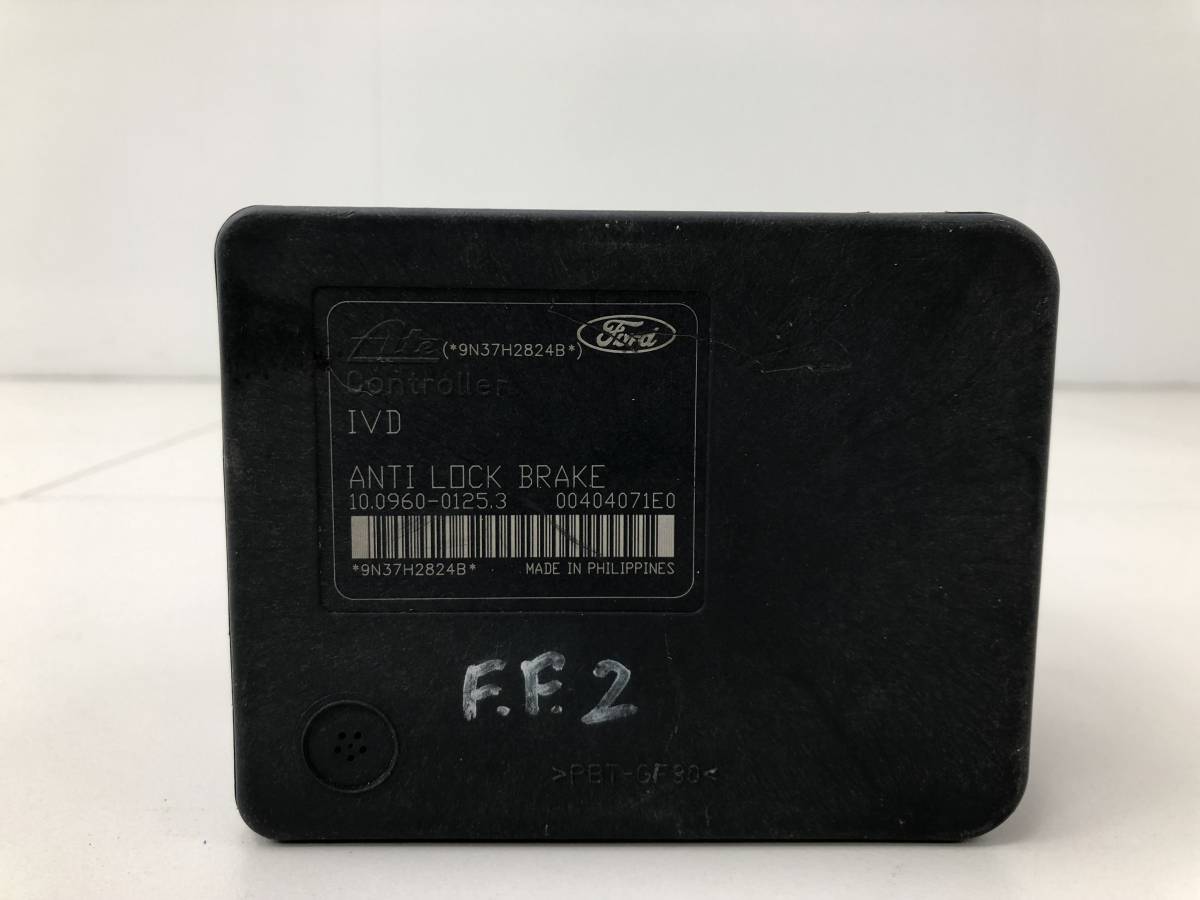 Ate (*9N37H2824B*) Ford
Controller
IVD
ANTI LOCK BRAKE
10.0960-0125.3 00404071E0
*9N37H2824B* MADE IN PHILIPPINES
F.F.2
>PBT-GF30<